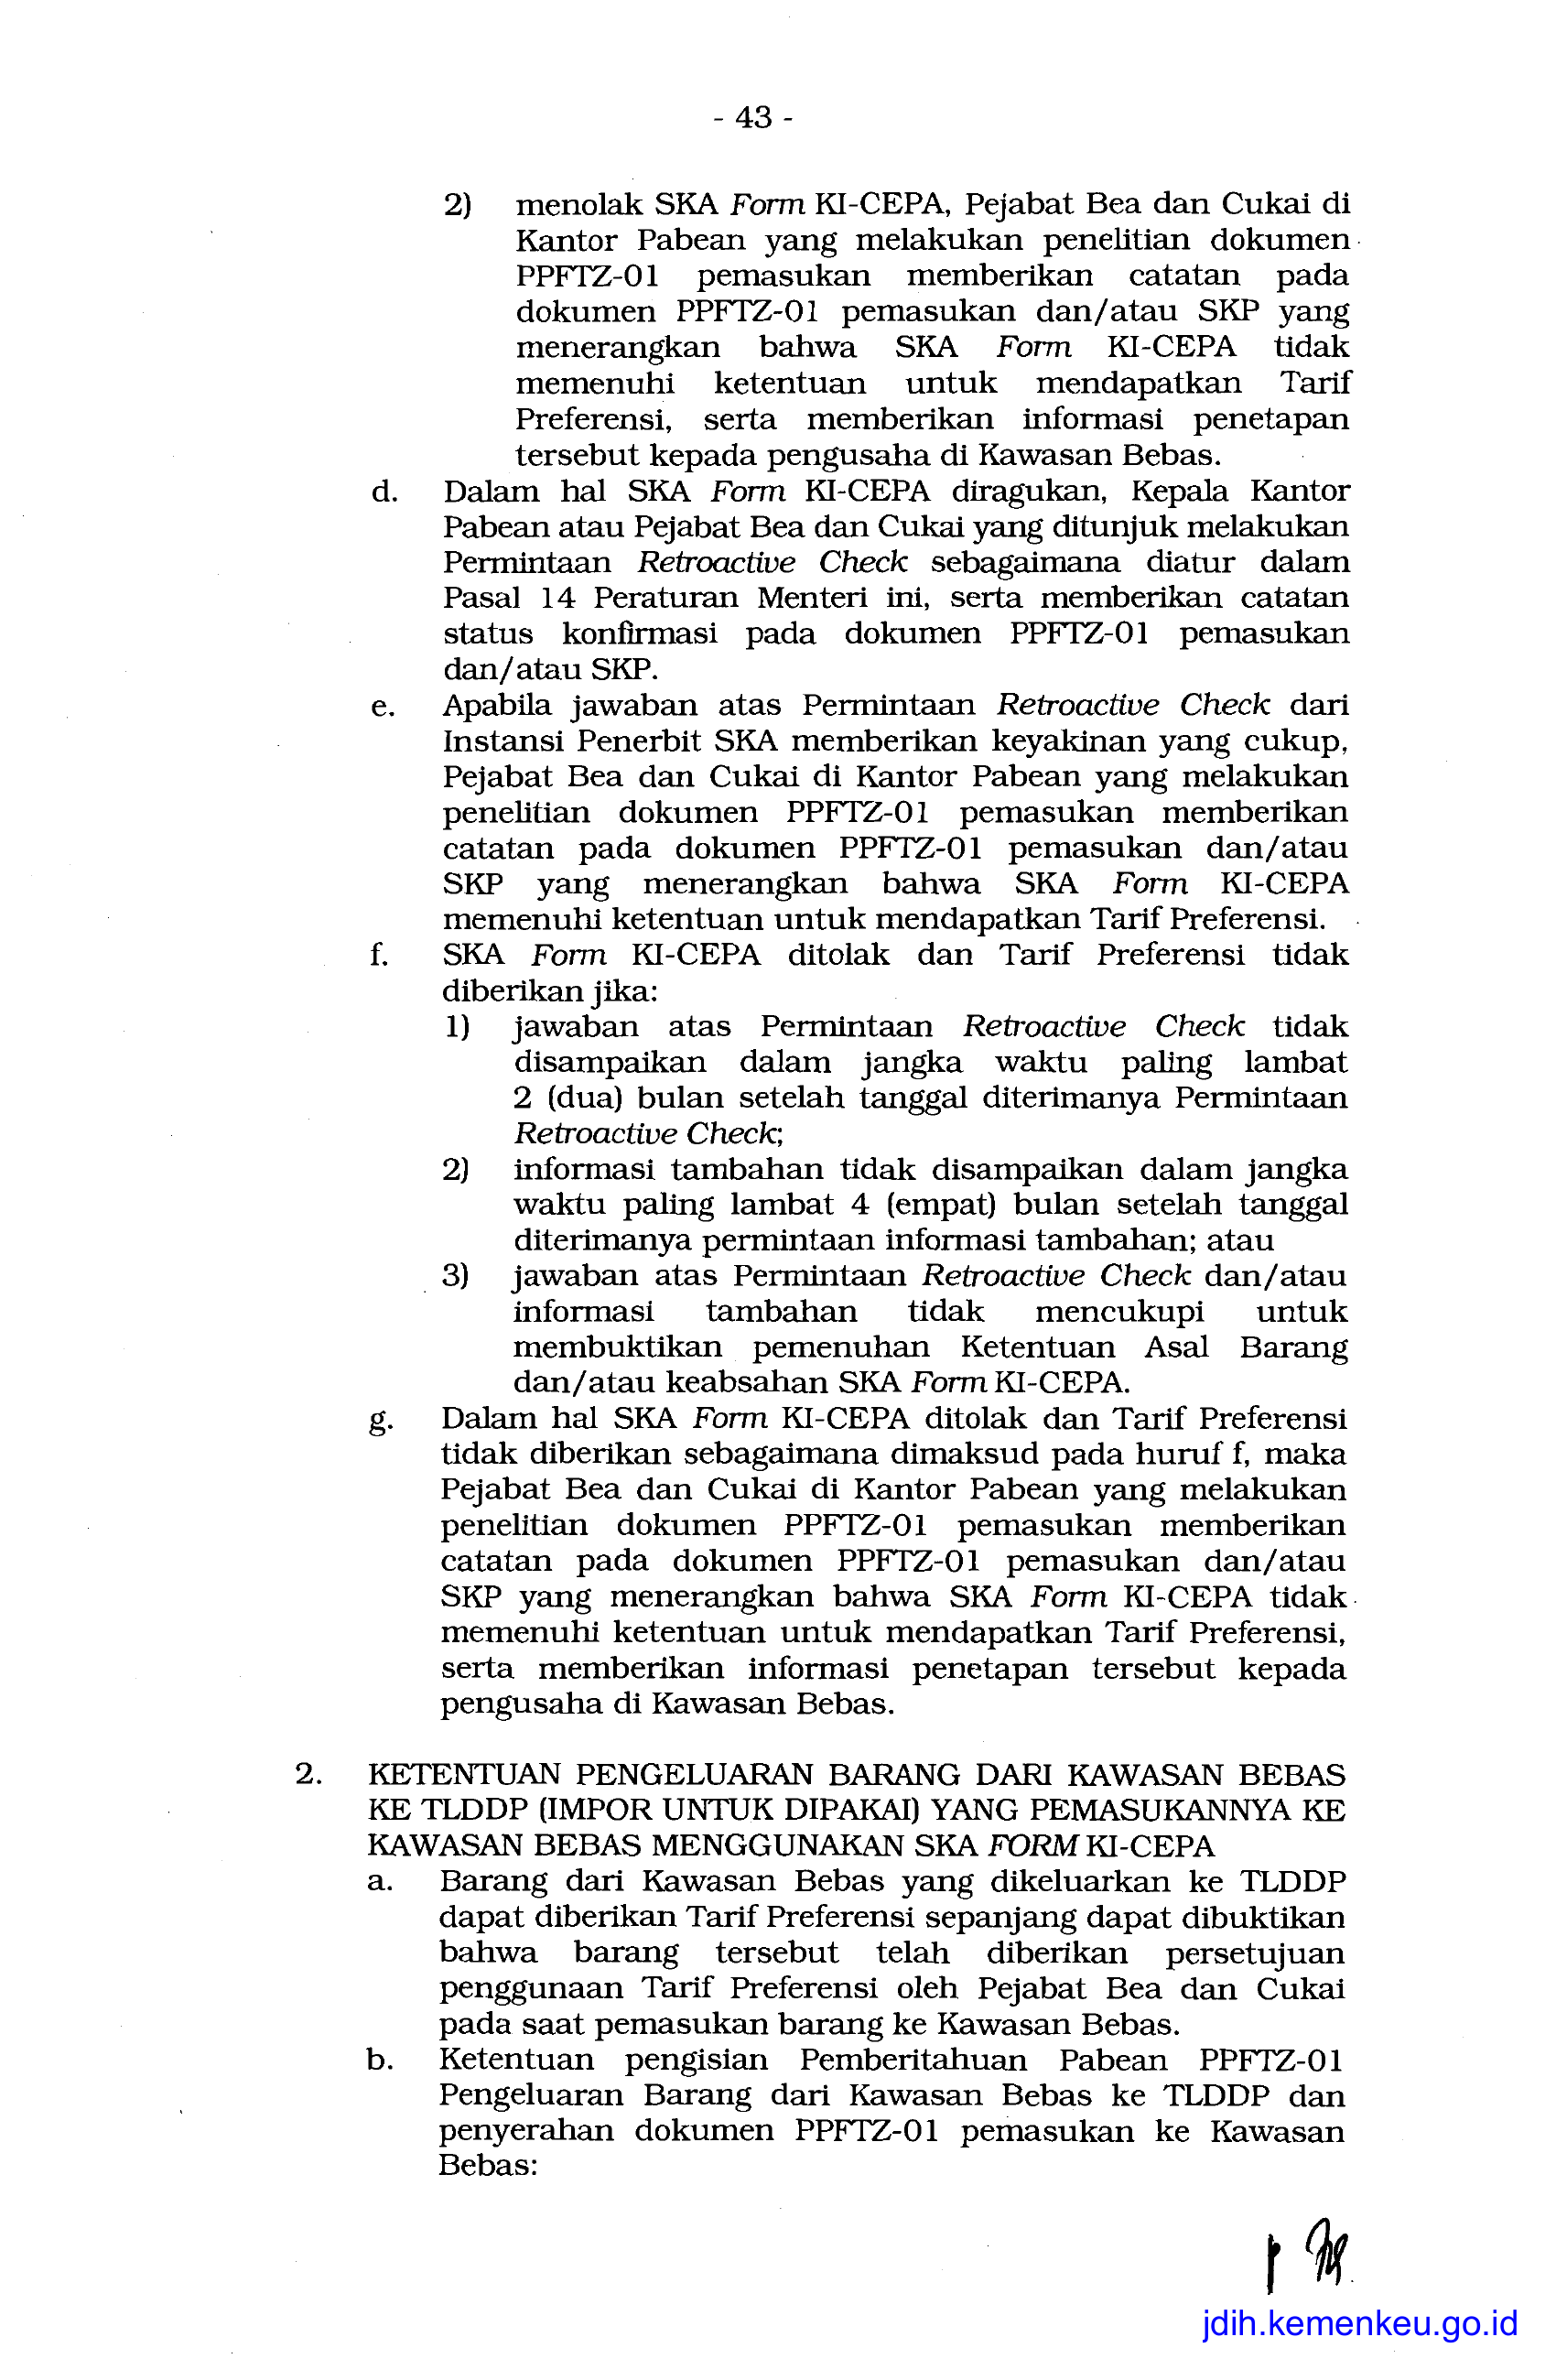 - 43 -
2) menolak SKA Form KI-CEPA, Pejabat Bea dan Cukai di
Kantor Pabean yang melakukan penelitian dokumen
PPFTZ-01 pemasukan memberikan catatan pada
dokumen PPFTZ-01 pemasukan dan/atau SKP yang
menerangkan bahwa SKA Form KI-CEPA tidak
memenuhi ketentuan untuk mendapatkan Tarif
Preferensi, serta memberikan informasi penetapan
tersebut kepada pengusaha di Kawasan Bebas.
d. Dalam hal SKA Form KI-CEPA diragukan, Kepala Kantor
Pabean atau Pejabat Bea dan Cukai yang ditunjuk melakukan
Permintaan Retroactive Check sebagaimana diatur dalam
Pasal 14 Peraturan Menteri ini, serta memberikan catatan
status konfirmasi pada dokumen PPFTZ-01 pemasukan
dan/atau SKP.
e. Apabila jawaban atas Permintaan Retroactive Check dari
Instansi Penerbit SKA memberikan keyakinan yang cukup,
Pejabat Bea dan Cukai di Kantor Pabean yang melakukan
penelitian dokumen PPFTZ-01 pemasukan memberikan
catatan pada dokumen PPFTZ-01 pemasukan dan/atau
SKP yang menerangkan bahwa SKA Form KI-CEPA
memenuhi ketentuan untuk mendapatkan Tarif Preferensi.
f. SKA Form KI-CEPA ditolak dan Tarif Preferensi tidak
diberikan jika:
1) jawaban atas Permintaan Retroactive Check tidak
disampaikan dalam jangka waktu paling lambat
2 (dua) bulan setelah tanggal diterimanya Permintaan
Retroactive Check;
2) informasi tambahan tidak disampaikan dalam jangka
waktu paling lambat 4 (empat) bulan setelah tanggal
diterimanya permintaan informasi tambahan; atau
3) jawaban atas Permintaan Retroactive Check dan/atau
informasi tambahan tidak mencukupi untuk
membuktikan pemenuhan Ketentuan Asal Barang
dan/atau keabsahan SKA Form KI-CEPA.
g. Dalam hal SKA Form KI-CEPA ditolak dan Tarif Preferensi
tidak diberikan sebagaimana dimaksud pada huruf f, maka
Pejabat Bea dan Cukai di Kantor Pabean yang melakukan
penelitian dokumen PPFTZ-01 pemasukan memberikan
catatan pada dokumen PPFTZ-01 pemasukan dan/atau
SKP yang menerangkan bahwa SKA Form KI-CEPA tidak
memenuhi ketentuan untuk mendapatkan Tarif Preferensi,
serta memberikan informasi penetapan tersebut kepada
pengusaha di Kawasan Bebas.
2. KETENTUAN PENGELUARAN BARANG DARI KAWASAN BEBAS
KE TLDDP (IMPOR UNTUK DIPAKAI) YANG PEMASUKANNYA KE
KAWASAN BEBAS MENGGUNAKAN SKA FORM KI-CEPA
a. Barang dari Kawasan Bebas yang dikeluarkan ke TLDDP
dapat diberikan Tarif Preferensi sepanjang dapat dibuktikan
bahwa barang tersebut telah diberikan persetujuan
penggunaan Tarif Preferensi oleh Pejabat Bea dan Cukai
pada saat pemasukan barang ke Kawasan Bebas.
b. Ketentuan pengisian Pemberitahuan Pabean PPFTZ-01
Pengeluaran Barang dari Kawasan Bebas ke TLDDP dan
penyerahan dokumen PPFTZ-01 pemasukan ke Kawasan
Bebas:
jdih.kemenkeu.go.id